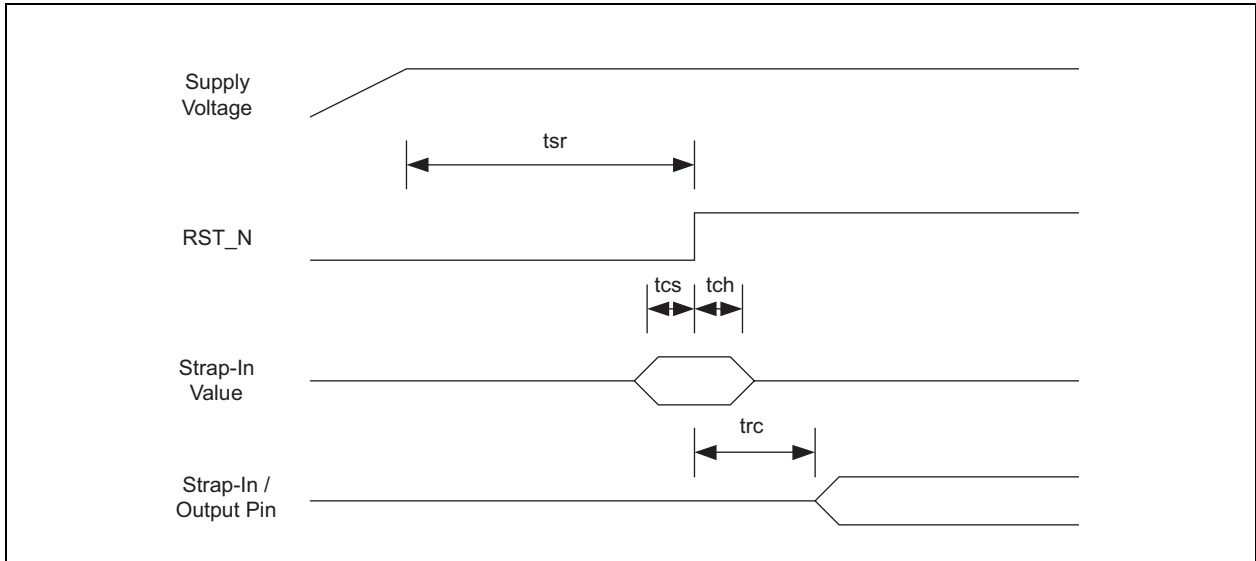 Supply
Voltage
tsr
RST_N
tcs
tch
Strap-In
Value
trc
Strap-In /
Output Pin